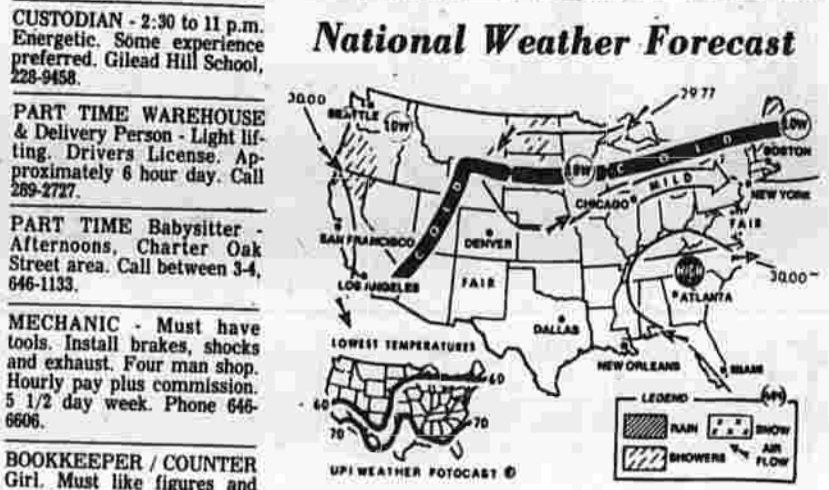 CUSTODIAN - 2:30 to 11 p.m.
Energetic. Some experience
preferred. Gilead Hill School,
228-9458.
PART TIME WAREHOUSE
& Delivery Person - Light lif-
ting. Drivers License. Ap-
proximately 6 hour day. Call
289-2727.
PART TIME Babysitter -
Afternoons, Charter Oak
Street area. Call between 3-4,
646-1133.
MECHANIC - Must have
tools. Install brakes, shocks
and exhaust. Four man shop.
Hourly pay plus commission.
5 1/2 day week. Phone 646-
6606.
BOOKKEEPER / COUNTER
Girl. Must like figures and
National Weather Forecast
30.00
29.77
SEATTLE
LOW
LOW
LOW
COLD
BOSTON
MILD
NEW YORK
CHICAGO
FAIR
COLD
SAN FRANCISCO
DENVER
HIGH
30.00
LOS ANGELES
FAIR
ATLANTA
DALLAS
LOWEST TEMPERATURES
NEW ORLEANS
MIAMI
60
60
70
70
UPI WEATHER FOTOCAST ©
LEGEND
UPI
RAIN
SNOW
SHOWERS
AIR
FLOW